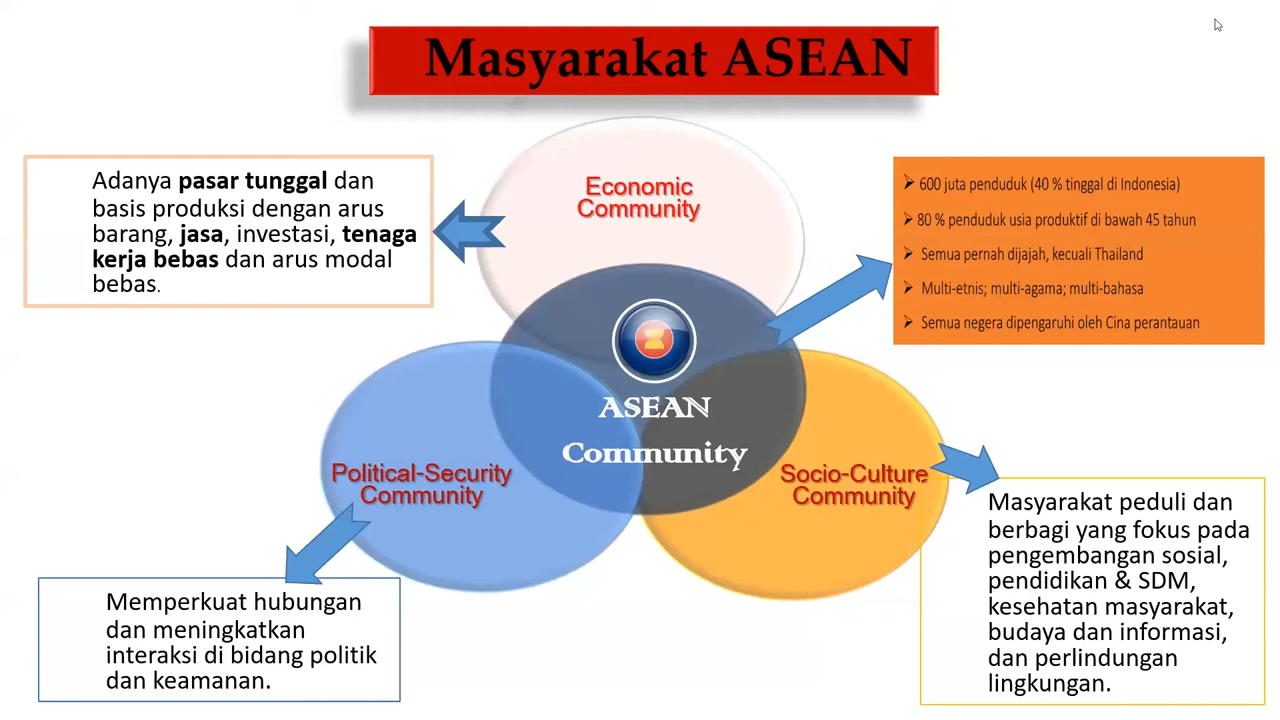 Masyarakat ASEAN
Adanya pasar tunggal dan
basis produksi dengan arus
barang, jasa, investasi, tenaga
kerja bebas dan arus modal
bebas.
Economic
Community
➢ 600 juta penduduk (40 % tinggal di Indonesia)
➢ 80 % penduduk usia produktif di bawah 45 tahun
➢ Semua pernah dijajah, kecuali Thailand
➢ Multi-etnis; multi-agama; multi-bahasa
➢ Semua negera dipengaruhi oleh Cina perantauan
ASEAN
Community
Political-Security
Community
Socio-Culture
Community
Memperkuat hubungan
dan meningkatkan
interaksi di bidang politik
dan keamanan.
Masyarakat peduli dan
berbagi yang fokus pada
pengembangan sosial,
pendidikan & SDM,
kesehatan masyarakat,
budaya dan informasi,
dan perlindungan
lingkungan.